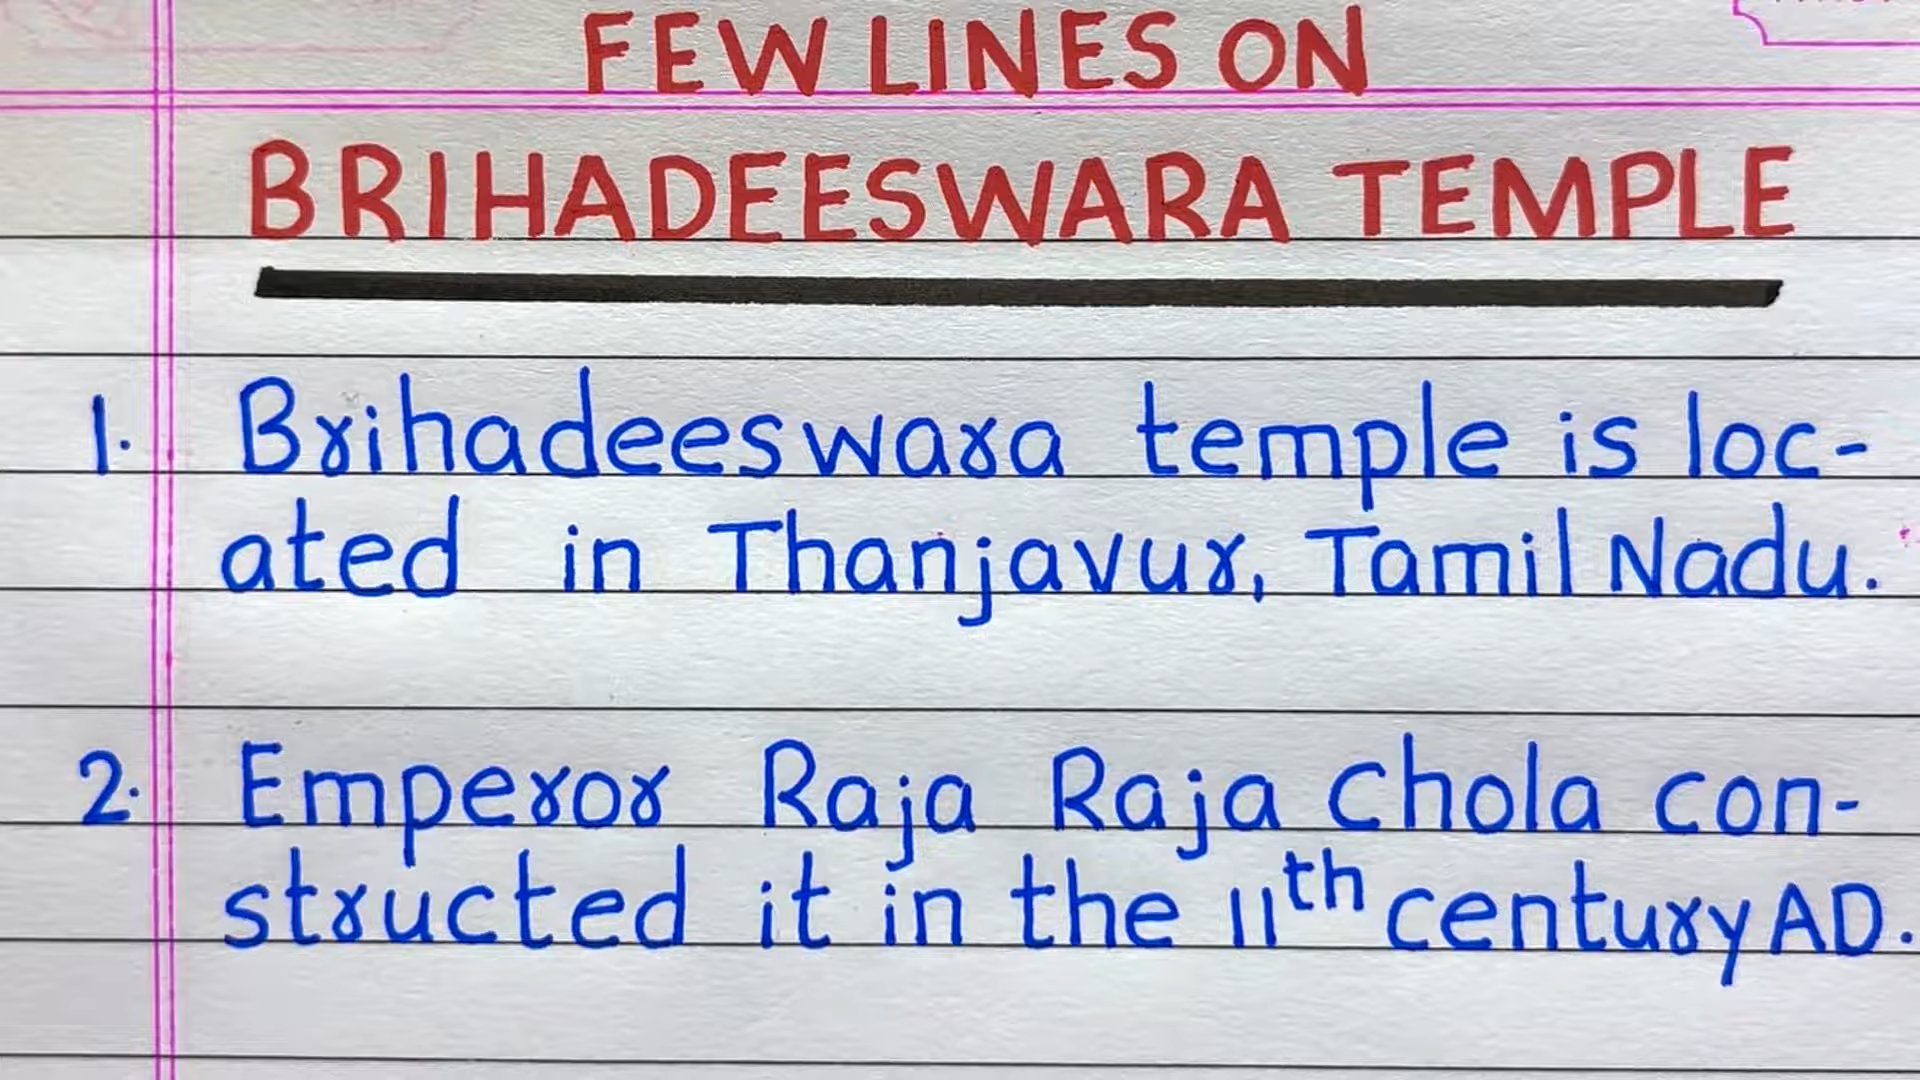 FEW LINES ON
BRIHADEESWARA TEMPLE
1. Brihadeeswara temple is loc-
ated in Thanjavur, Tamil Nadu.
2. Emperor Raja Raja Chola con-
structed it in the 11th century AD.